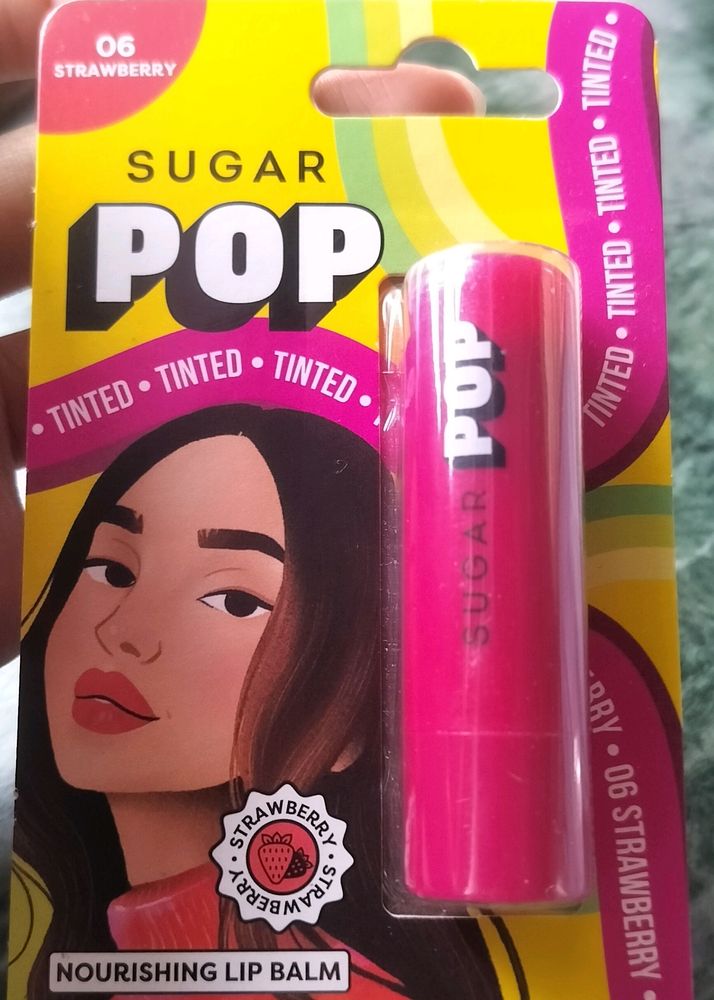 06
STRAWBERRY
SUGAR
POP
• TINTED • TINTED • TINTED •
TINTED • TINTED • TINTED • TINTED •
SUGAR POP
• 06 STRAWBERRY •
STRAWBERRY • STRAWBERRY •
NOURISHING LIP BALM